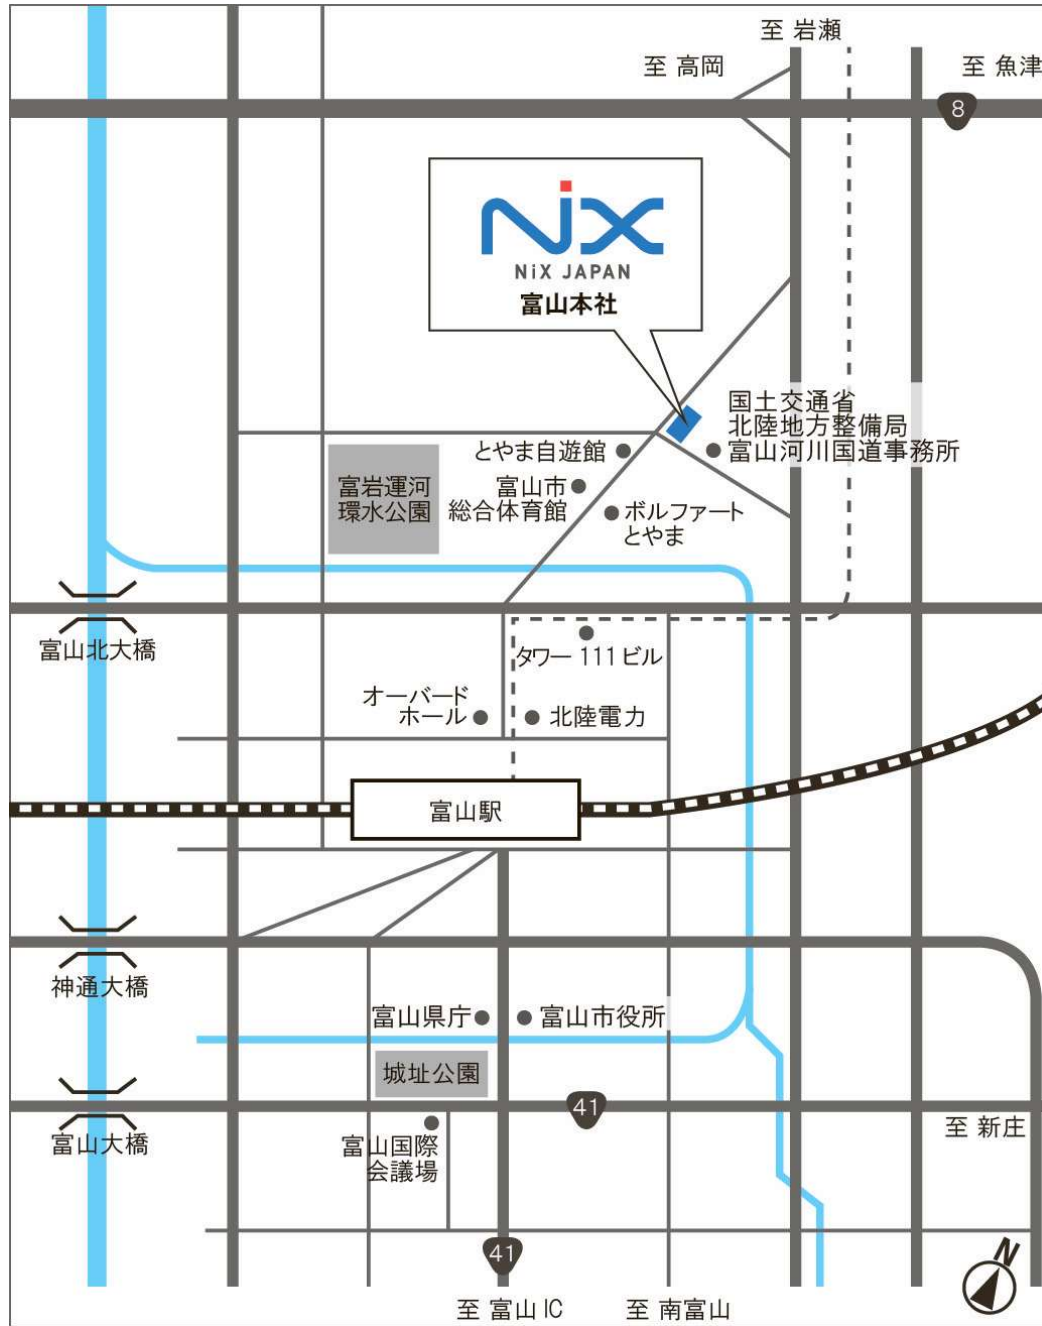 至 岩瀬
至 高岡
至 魚津
8
NiX
NiX JAPAN
富山本社
国土交通省
北陸地方整備局
富山河川国道事務所
とやま自遊館
富山市
総合体育館
富岩運河
環水公園
ボルファート
とやま
富山北大橋
タワー 111 ビル
オーバード
ホール
北陸電力
富山駅
神通大橋
富山県庁
富山市役所
城址公園
41
富山大橋
至 新庄
富山国際
会議場
41
N
至 富山 IC
至 南富山